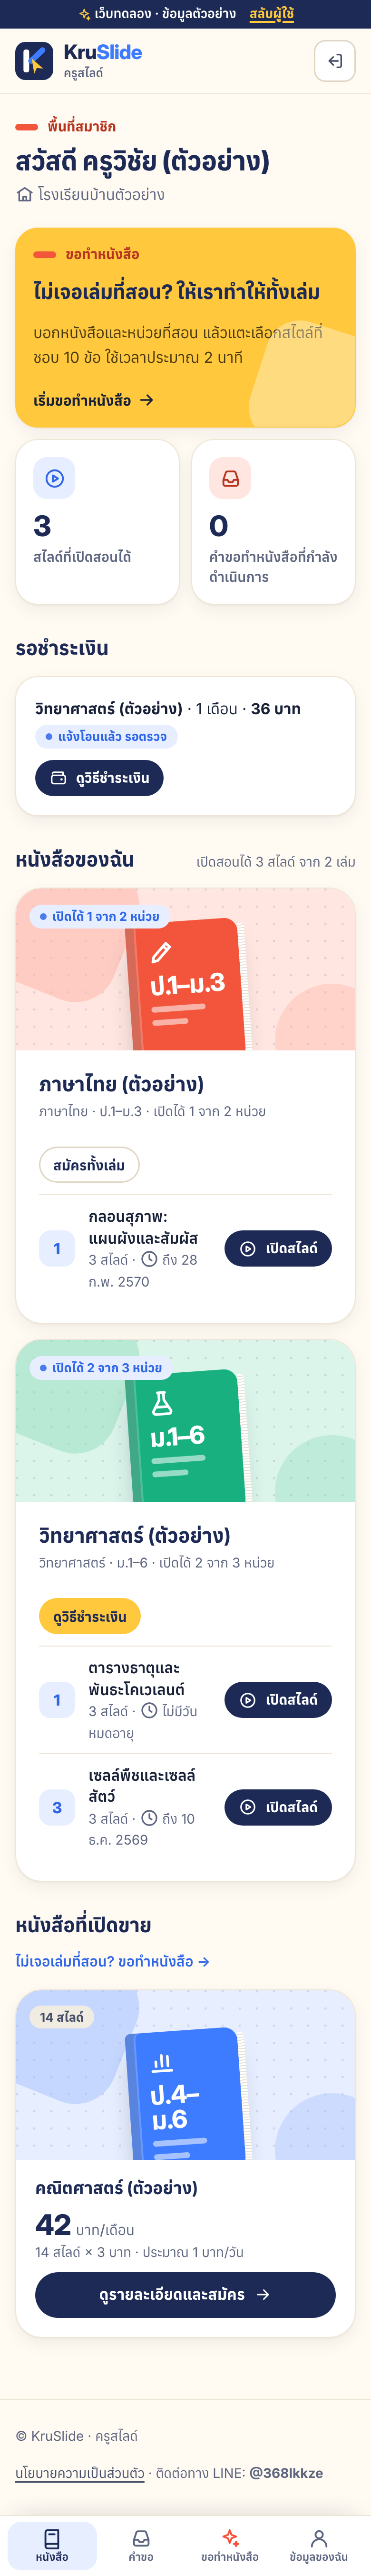 เว็บทดลอง · ข้อมูลตัวอย่าง สลับผู้ใช้
KruSlide
ครูสไลด์
พื้นที่สมาชิก
สวัสดี ครูวิชัย (ตัวอย่าง)
โรงเรียนบ้านตัวอย่าง
ขอทำหนังสือ
ไม่เจอเล่มที่สอน? ให้เราทำให้ทั้งเล่ม
บอกหนังสือและหน่วยที่สอน แล้วแตะเลือกสไตล์ที่
ชอบ 10 ข้อ ใช้เวลาประมาณ 2 นาที
เริ่มขอทำหนังสือ →
3
สไลด์ที่เปิดสอนได้
0
คำขอทำหนังสือที่กำลัง
ดำเนินการ
รอชำระเงิน
วิทยาศาสตร์ (ตัวอย่าง) · 1 เดือน · 36 บาท
แจ้งโอนแล้ว รอตรวจ
ดูวิธีชำระเงิน
หนังสือของฉัน เปิดสอนได้ 3 สไลด์ จาก 2 เล่ม
เปิดได้ 1 จาก 2 หน่วย
ป.1–ม.3
ภาษาไทย (ตัวอย่าง)
ภาษาไทย · ป.1–ม.3 · เปิดได้ 1 จาก 2 หน่วย
สมัครทั้งเล่ม
1
กลอนสุภาพ:
แผนผังและสัมผัส
3 สไลด์ · ถึง 28
ก.พ. 2570
เปิดสไลด์
เปิดได้ 2 จาก 3 หน่วย
ม.1–6
วิทยาศาสตร์ (ตัวอย่าง)
วิทยาศาสตร์ · ม.1–6 · เปิดได้ 2 จาก 3 หน่วย
ดูวิธีชำระเงิน
1
ตารางธาตุและ
พันธะโคเวเลนต์
3 สไลด์ · ไม่มีวัน
หมดอายุ
เปิดสไลด์
3
เซลล์พืชและเซลล์
สัตว์
3 สไลด์ · ถึง 10
ธ.ค. 2569
เปิดสไลด์
หนังสือที่เปิดขาย
ไม่เจอเล่มที่สอน? ขอทำหนังสือ →
14 สไลด์
ป.4–
ม.6
คณิตศาสตร์ (ตัวอย่าง)
42 บาท/เดือน
14 สไลด์ × 3 บาท · ประมาณ 1 บาท/วัน
ดูรายละเอียดและสมัคร →
© KruSlide · ครูสไลด์
นโยบายความเป็นส่วนตัว · ติดต่อทาง LINE: @368lkkze
หนังสือ คำขอ ขอทำหนังสือ ข้อมูลของฉัน